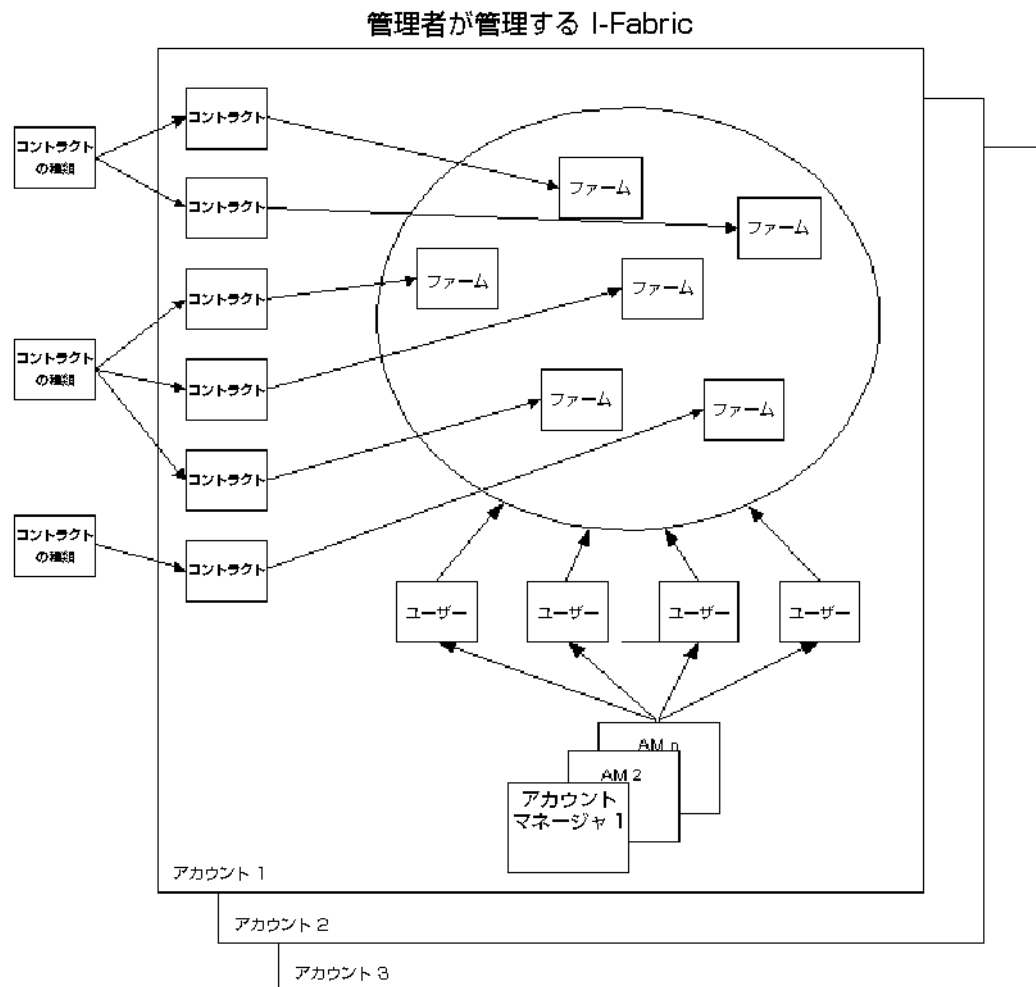 管理者が管理する I-Fabric
コントラクト
の種類
コントラクト
の種類
コントラクト
の種類
コントラクト
コントラクト
コントラクト
コントラクト
コントラクト
コントラクト
ファーム
ファーム
ファーム
ファーム
ファーム
ファーム
ユーザー
ユーザー
ユーザー
ユーザー
AM n
AM 2
アカウント
マネージャ 1
アカウント 1
アカウント 2
アカウント 3